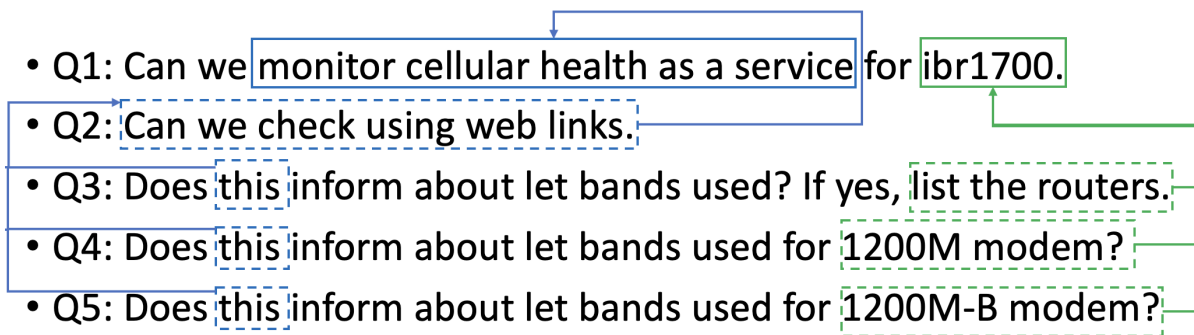 • Q1: Can we monitor cellular health as a service for ibr1700.
• Q2: Can we check using web links.
• Q3: Does this inform about let bands used? If yes, list the routers.
• Q4: Does this inform about let bands used for 1200M modem?
• Q5: Does this inform about let bands used for 1200M-B modem?